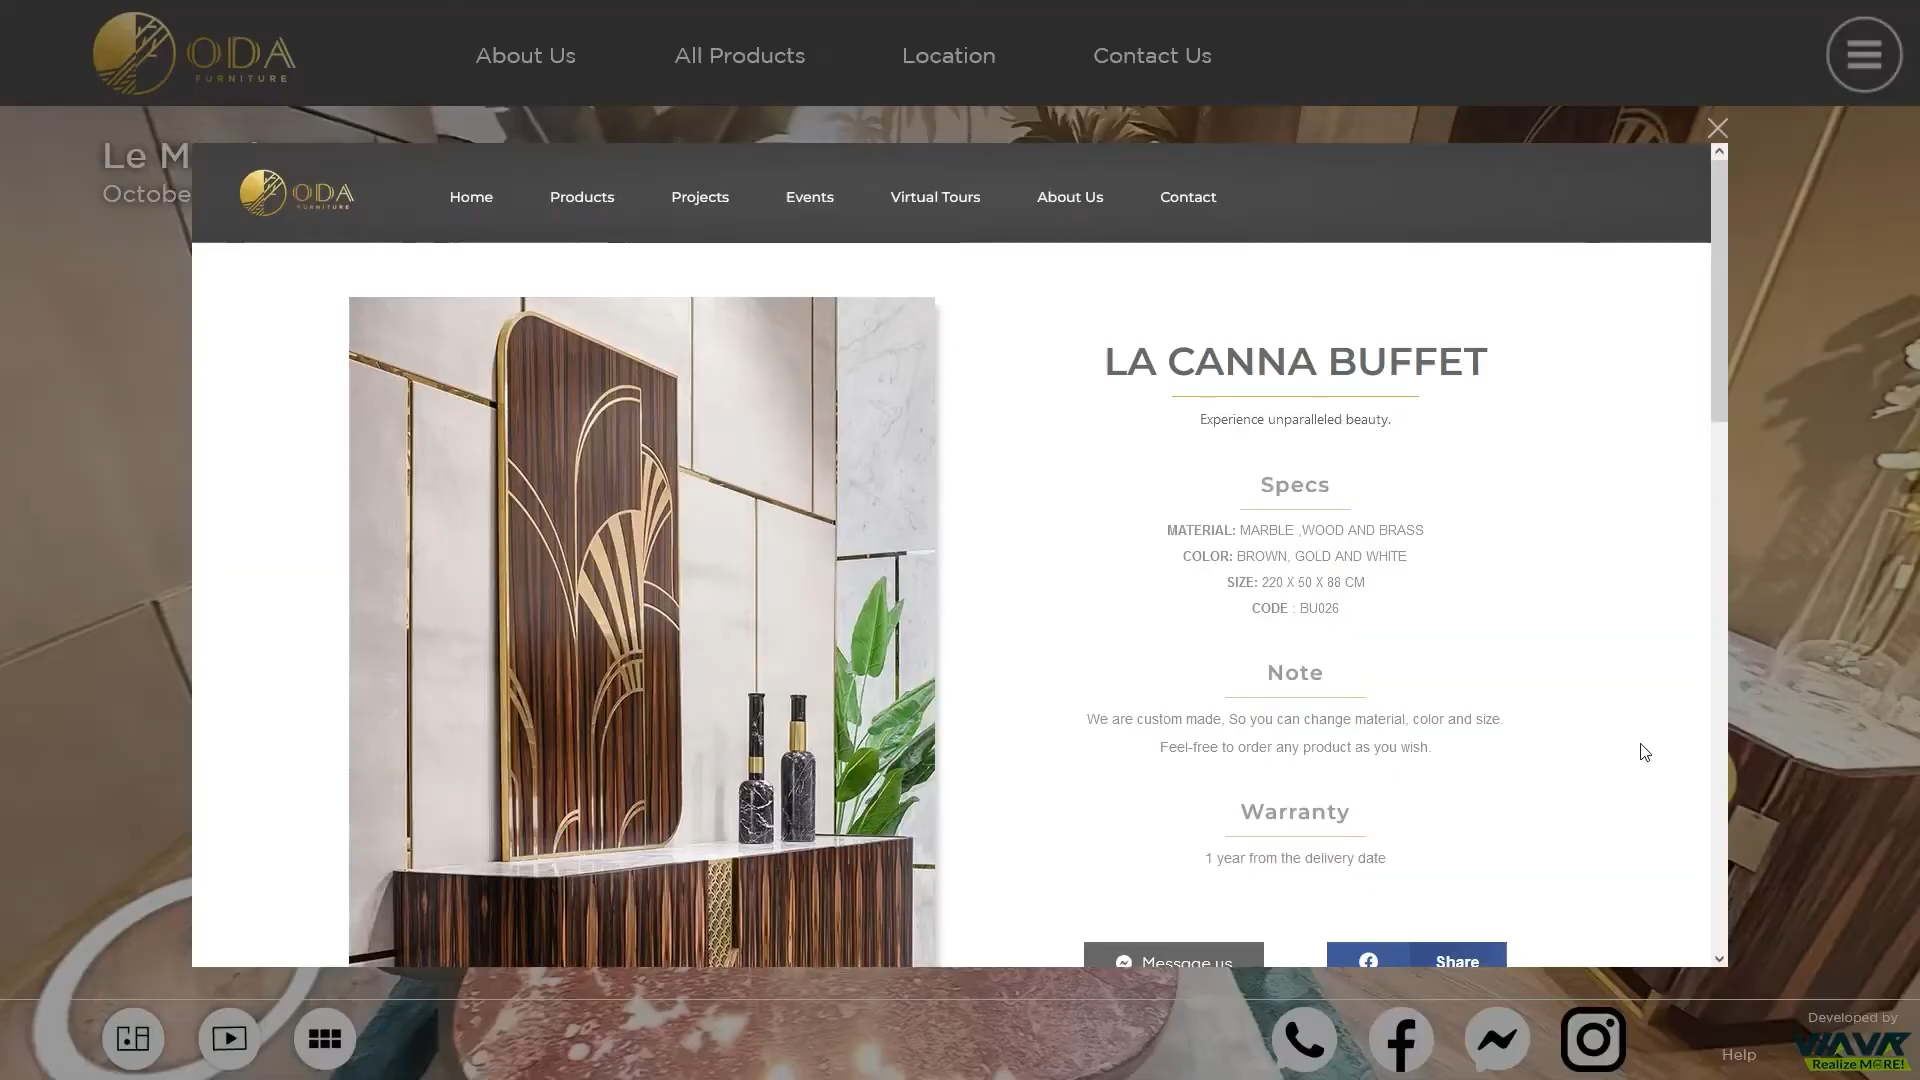 ODA
FURNITURE
About Us
All Products
Location
Contact Us
Le M
Octobe
ODA
FURNITURE
Home
Products
Projects
Events
Virtual Tours
About Us
Contact
LA CANNA BUFFET
Experience unparalleled beauty.
Specs
MATERIAL: MARBLE ,WOOD AND BRASS
COLOR: BROWN, GOLD AND WHITE
SIZE: 220 X 50 X 88 CM
CODE : BU026
Note
We are custom made, So you can change material, color and size.
Feel-free to order any product as you wish.
Warranty
1 year from the delivery date
Message us
Share
Developed by
Help
VIAVR
Realize MORE!